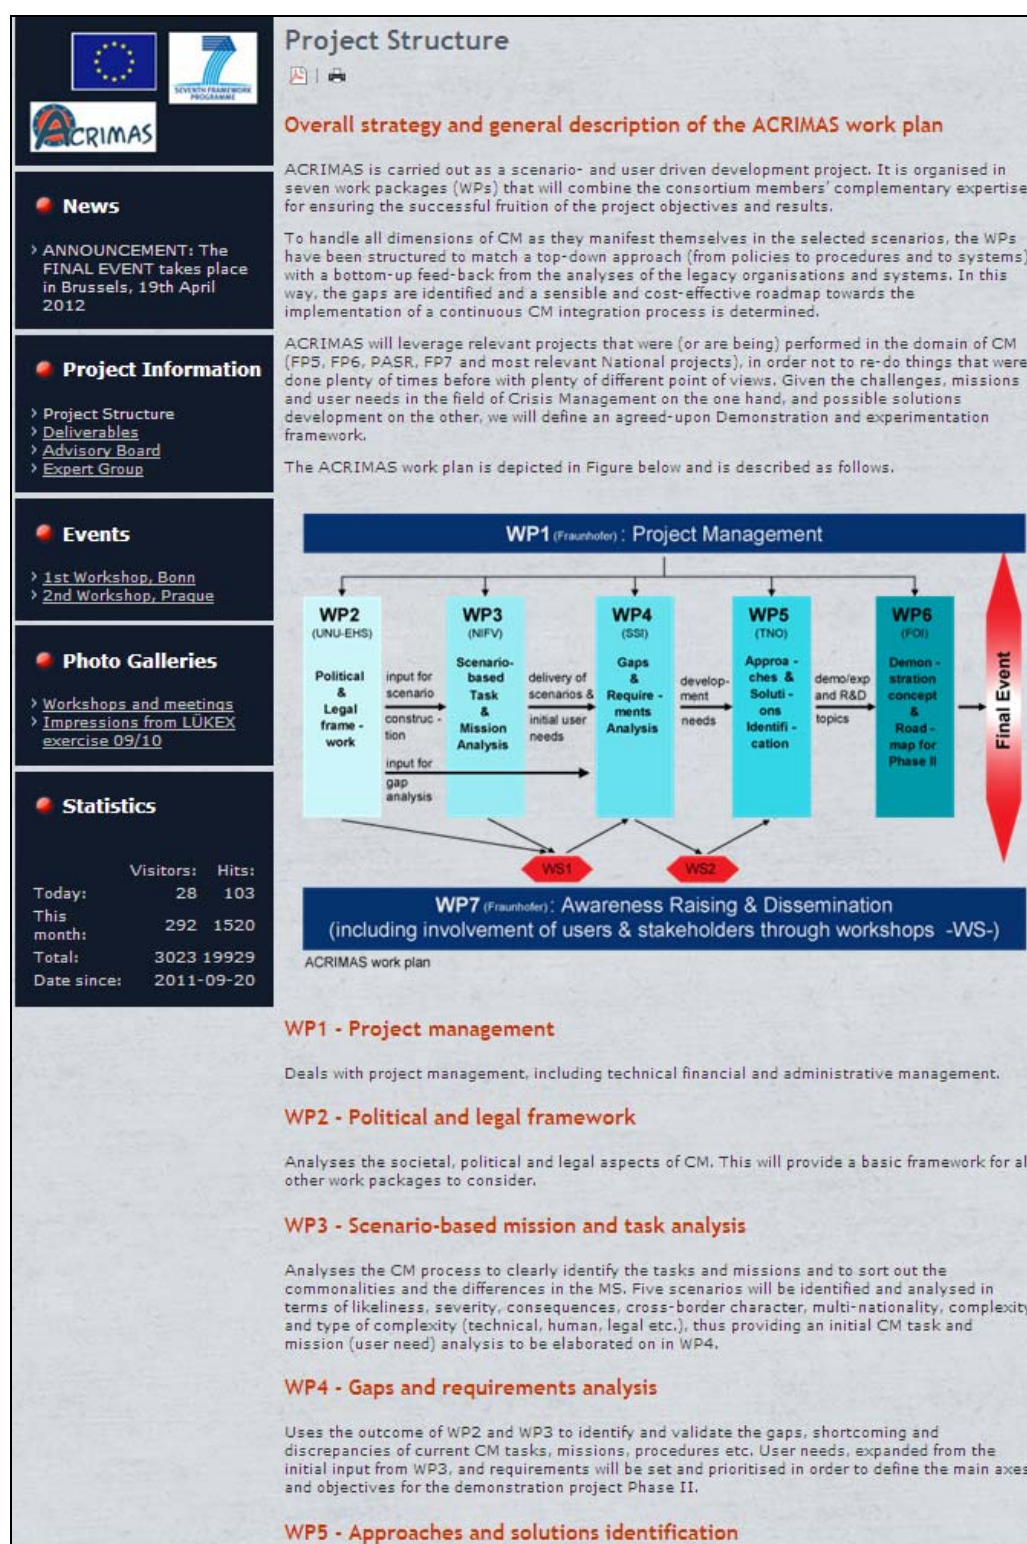 SEVENTH FRAMEWORK
PROGRAMME
ACRIMAS
News
ANNOUNCEMENT: The
FINAL EVENT takes place
in Brussels, 19th April
2012
Project Information
Project Structure
Deliverables
Advisory Board
Expert Group
Events
1st Workshop, Bonn
2nd Workshop, Prague
Photo Galleries
Workshops and meetings
Impressions from LÜKEX
exercise 09/10
Statistics
Visitors: Hits:
Today: 28 103
This
month: 292 1520
Total: 3023 19929
Date since: 2011-09-20
Project Structure
Overall strategy and general description of the ACRIMAS work plan
ACRIMAS is carried out as a scenario- and user driven development project. It is organised in
seven work packages (WPs) that will combine the consortium members' complementary expertise
for ensuring the successful fruition of the project objectives and results.
To handle all dimensions of CM as they manifest themselves in the selected scenarios, the WPs
have been structured to match a top-down approach (from policies to procedures and to systems)
with a bottom-up feed-back from the analyses of the legacy organisations and systems. In this
way, the gaps are identified and a sensible and cost-effective roadmap towards the
implementation of a continuous CM integration process is determined.
ACRIMAS will leverage relevant projects that were (or are being) performed in the domain of CM
(FP5, FP6, PASR, FP7 and most relevant National projects), in order not to re-do things that were
done plenty of times before with plenty of different point of views. Given the challenges, missions
and user needs in the field of Crisis Management on the one hand, and possible solutions
development on the other, we will define an agreed-upon Demonstration and experimentation
framework.
The ACRIMAS work plan is depicted in Figure below and is described as follows.
WP1 (Fraunhofer) : Project Management
WP2
(UNU-EHS)
Political
&
Legal
frame -
work
input for
scenario
construc -
tion
input for
gap
analysis
WP3
(NIFV)
Scenario-
based
Task
&
Mission
Analysis
delivery of
scenarios &
initial user
needs
WP4
(SSI)
Gaps
&
Require -
ments
Analysis
develop-
ment
needs
WP5
(TNO)
Approa -
ches &
Soluti -
ons
Identifi -
cation
demo/exp
and R&D
topics
WP6
(FOI)
Demon -
stration
concept
&
Road -
map for
Phase II
Final Event
WS1
WS2
WP7 (Fraunhofer) : Awareness Raising & Dissemination
(including involvement of users & stakeholders through workshops -WS-)
ACRIMAS work plan
WP1 - Project management
Deals with project management, including technical financial and administrative management.
WP2 - Political and legal framework
Analyses the societal, political and legal aspects of CM. This will provide a basic framework for al
other work packages to consider.
WP3 - Scenario-based mission and task analysis
Analyses the CM process to clearly identify the tasks and missions and to sort out the
commonalities and the differences in the MS. Five scenarios will be identified and analysed in
terms of likeliness, severity, consequences, cross-border character, multi-nationality, complexity
and type of complexity (technical, human, legal etc.), thus providing an initial CM task and
mission (user need) analysis to be elaborated on in WP4.
WP4 - Gaps and requirements analysis
Uses the outcome of WP2 and WP3 to identify and validate the gaps, shortcoming and
discrepancies of current CM tasks, missions, procedures etc. User needs, expanded from the
initial input from WP3, and requirements will be set and prioritised in order to define the main axes
and objectives for the demonstration project Phase II.
WP5 - Approaches and solutions identification